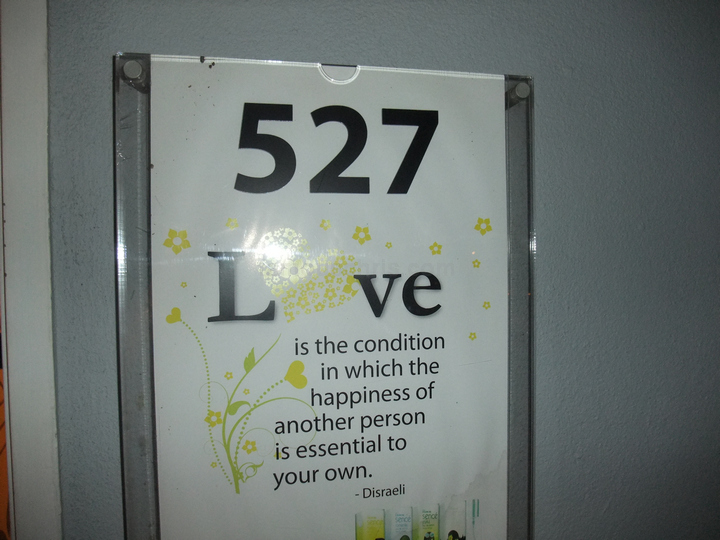 527
Love
is the condition
in which the
happiness of
another person
is essential to
your own.
- Disraeli